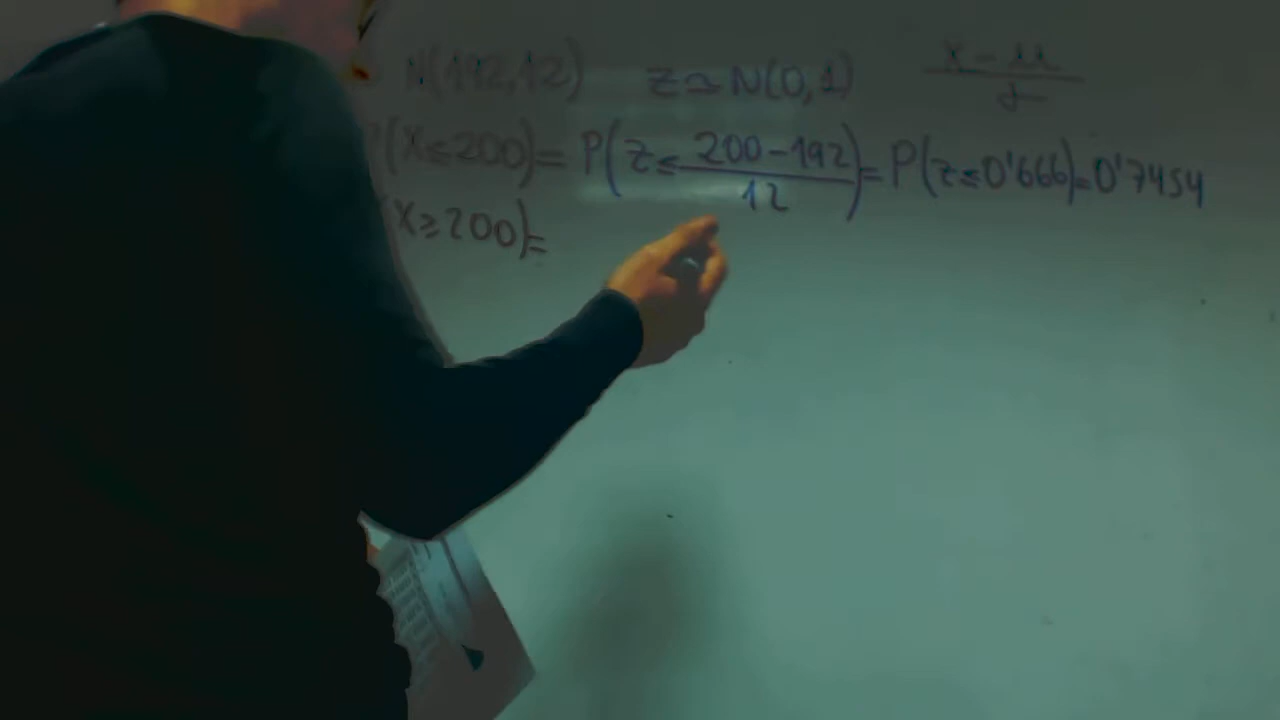 N(192,12) Z≃N(0,1) X-μ/σ
(X≤200)= P(Z≤ 200-192/12)= P(Z≤0'666)=0'7454
(X≥200)=